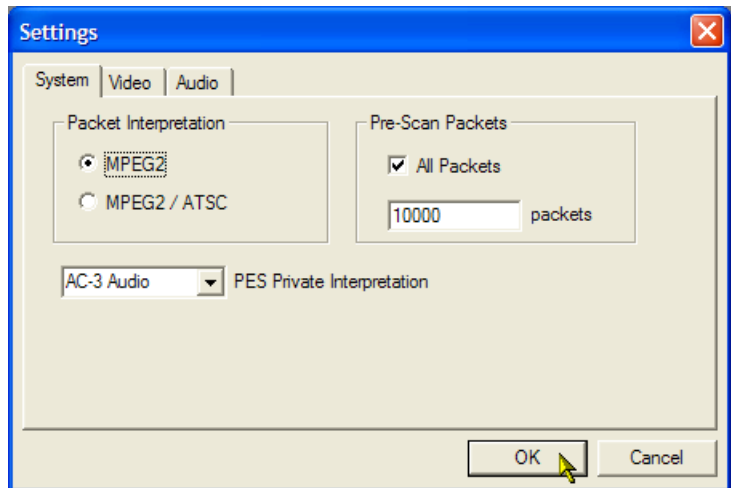 Settings
System Video Audio
Packet Interpretation
MPEG2
MPEG2 / ATSC
Pre-Scan Packets
All Packets
10000 packets
AC-3 Audio PES Private Interpretation
OK Cancel